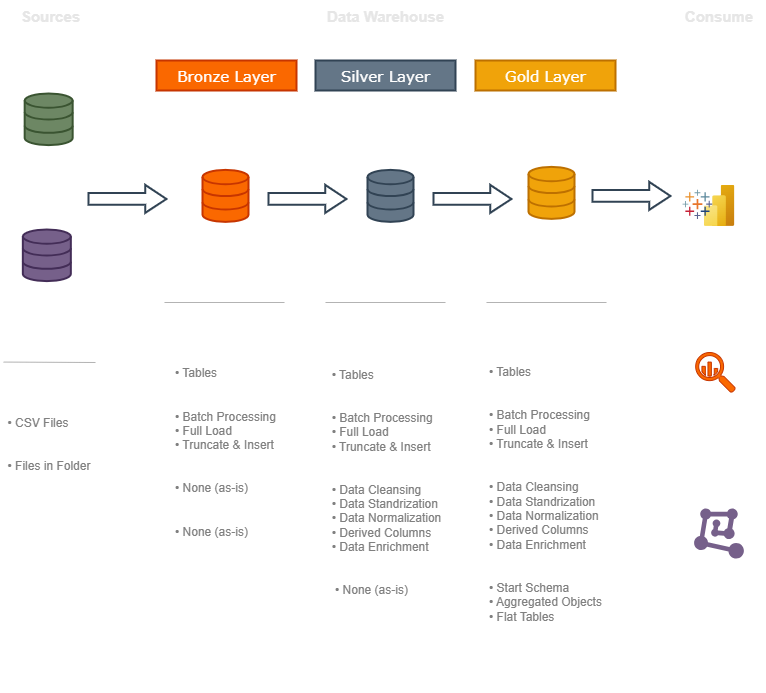 Sources
Data Warehouse
Consume
Bronze Layer
Silver Layer
Gold Layer
• CSV Files
• Files in Folder
• Tables
• Batch Processing
• Full Load
• Truncate & Insert
• None (as-is)
• None (as-is)
• Tables
• Batch Processing
• Full Load
• Truncate & Insert
• Data Cleansing
• Data Standrization
• Data Normalization
• Derived Columns
• Data Enrichment
• None (as-is)
• Tables
• Batch Processing
• Full Load
• Truncate & Insert
• Data Cleansing
• Data Standrization
• Data Normalization
• Derived Columns
• Data Enrichment
• Start Schema
• Aggregated Objects
• Flat Tables